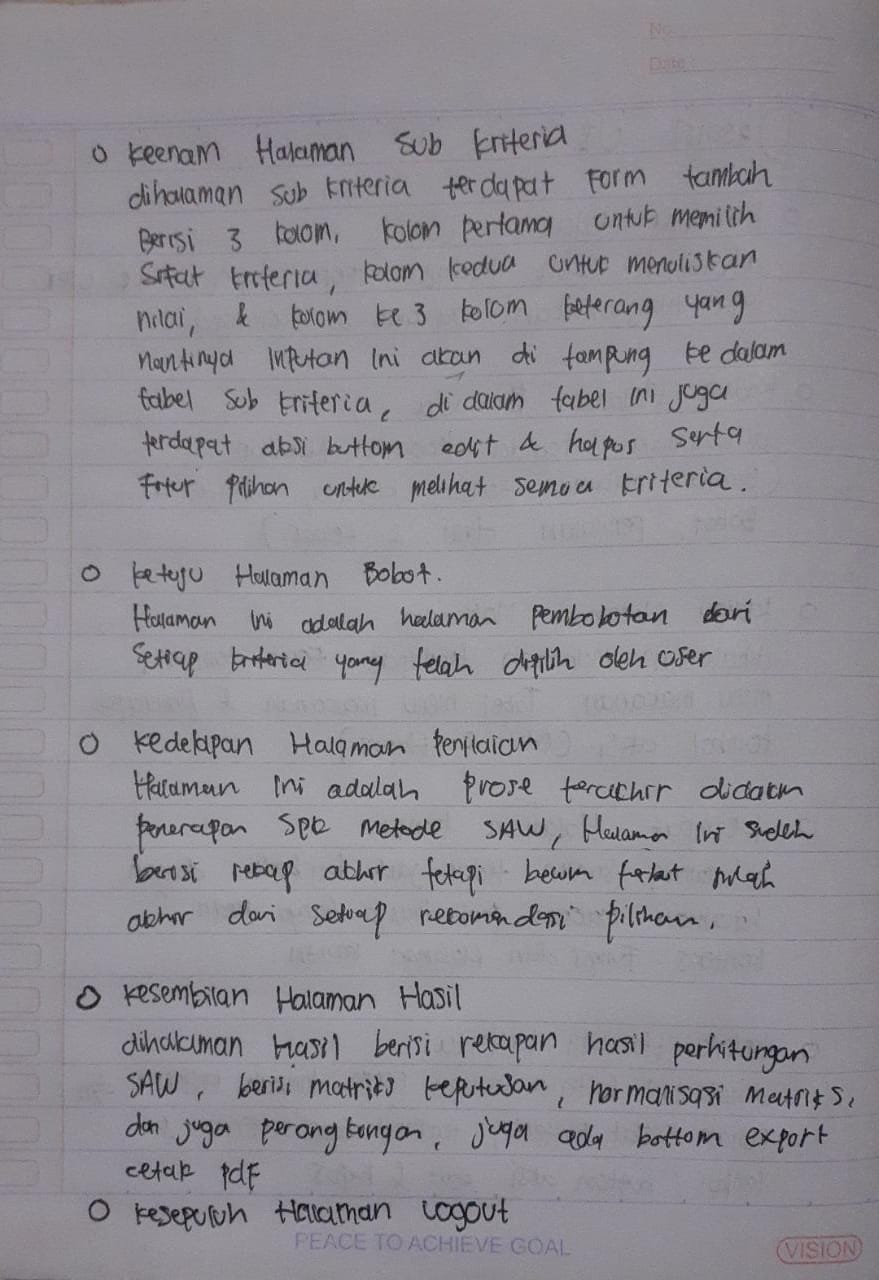 No.
Date
o Keenam Halaman Sub Kriteria
dihalaman Sub Kriteria terdapat Form tambah
Berisi 3 kolom, kolom pertama untuk memilih
Sifat kriteria, kolom kedua untuk menuliskan
nilai, & kolom ke 3 kolom keterang yang
nantinya inputan ini akan di tampung ke dalam
tabel Sub kriteria, di dalam tabel ini juga
terdapat aksi buttom edit & hapus serta
Fitur pilihan untuk melihat semua kriteria.
o ketuju Halaman Bobot.
Halaman ini adalah halaman Pembobotan dari
Setiap kriteria yang telah dipilih oleh User
o kedelapan Halaman Penilaian
Halaman ini adalah Prose terakhir didalam
penerapan SPK Metode SAW, Halaman ini sudah
berisi rekap akhir tetapi belum
akhir dari Setiap rekomendasi pilihan.
o kesembilan Halaman Hasil
dihalaman hasil berisi rekapan hasil perhitungan
SAW, berisi matriks keputusan, normalisasi Matriks,
dan juga perangkongan, juga ada bottom export
cetak pdf
o kesepuluh Halaman Logout
PEACE TO ACHIEVE GOAL
VISION